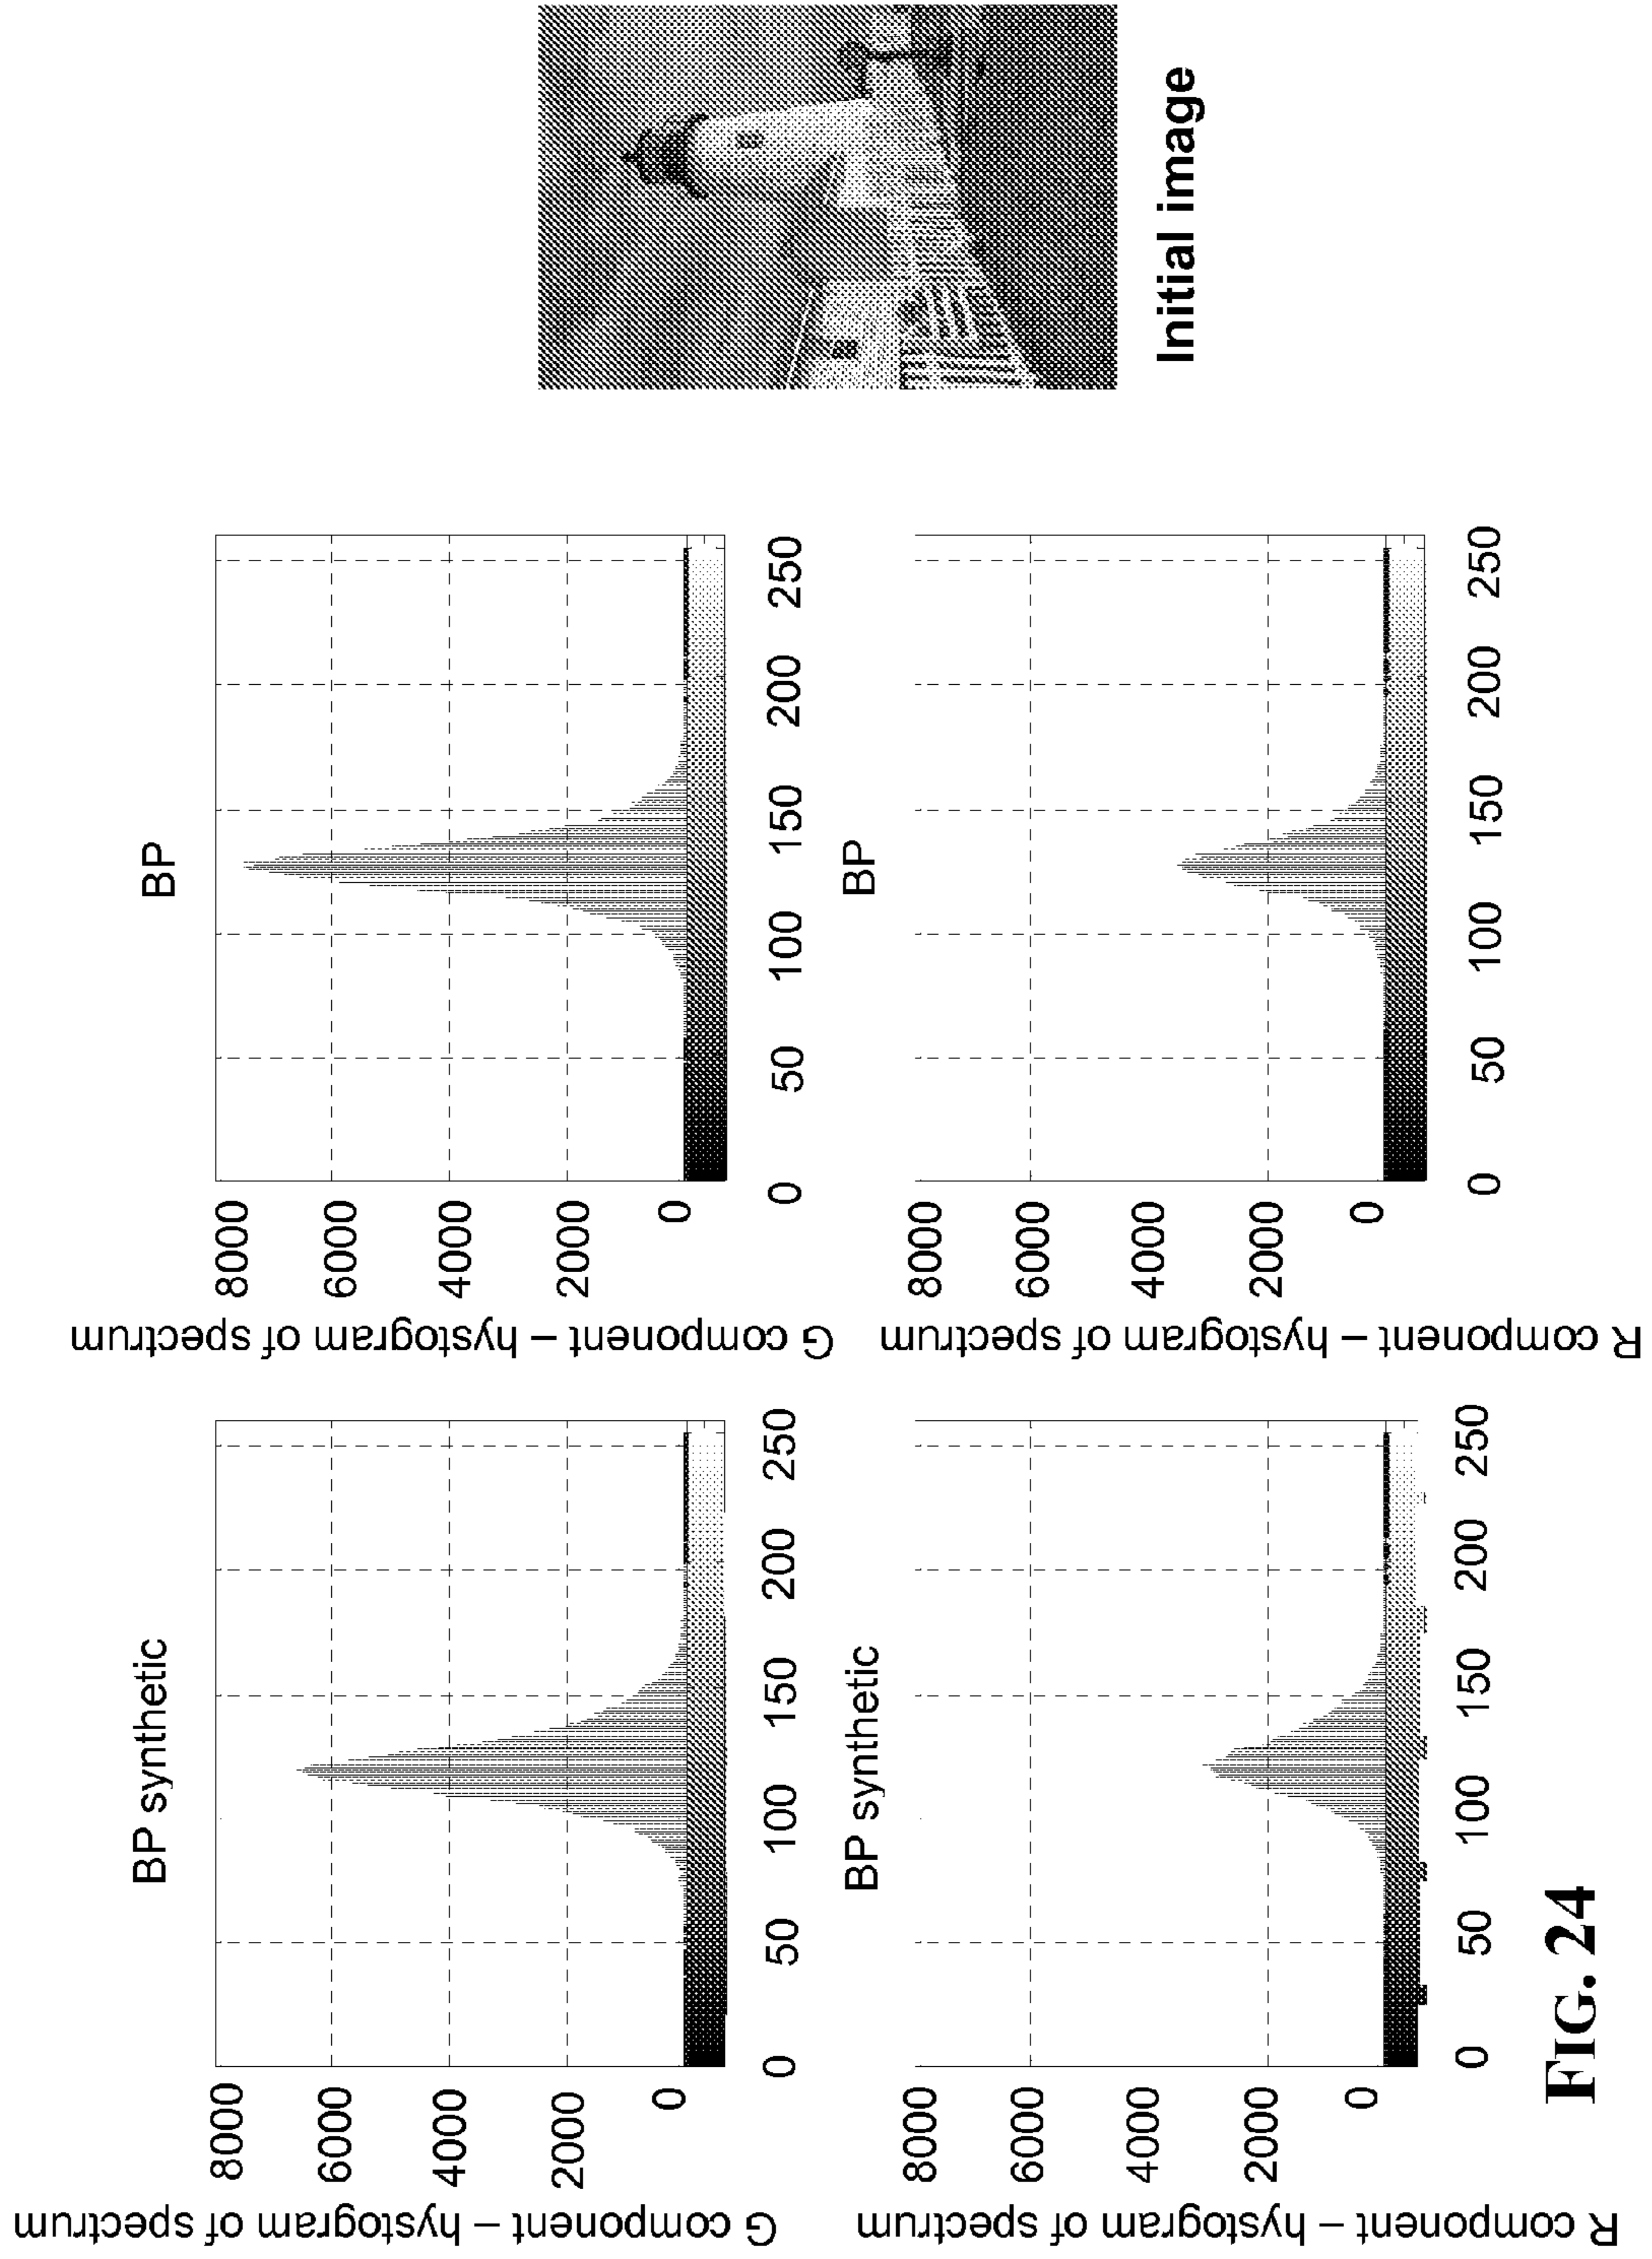 BP synthetic
G component – hystogram of spectrum
8000
6000
4000
2000
0
0 50 100 150 200 250
BP
G component – hystogram of spectrum
8000
6000
4000
2000
0
0 50 100 150 200 250
BP synthetic
R component – hystogram of spectrum
8000
6000
4000
2000
0
0 50 100 150 200 250
BP
R component – hystogram of spectrum
8000
6000
4000
2000
0
0 50 100 150 200 250
Initial image
FIG. 24